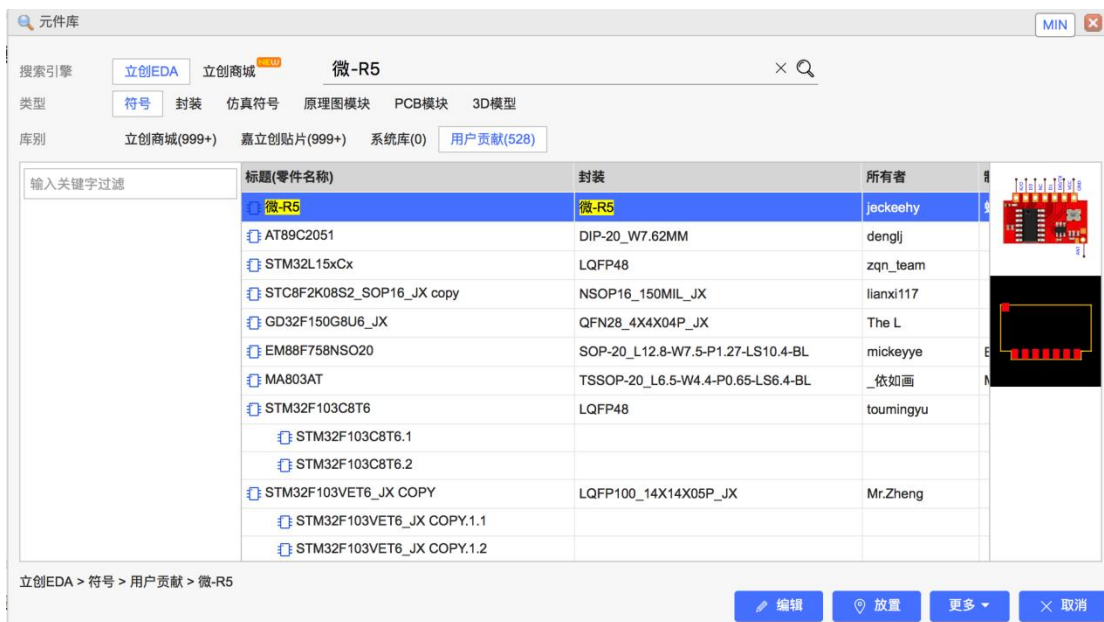 元件库
MIN
搜索引擎 立创EDA 立创商城 NEW 微-R5
类型 符号 封装 仿真符号 原理图模块 PCB模块 3D模型
库别 立创商城(999+) 嘉立创贴片(999+) 系统库(0) 用户贡献(528)
输入关键字过滤
标题(零件名称) 封装 所有者
微-R5 微-R5 jeckeehy
AT89C2051 DIP-20_W7.62MM denglj
STM32L15xCx LQFP48 zqn_team
STC8F2K08S2_SOP16_JX copy NSOP16_150MIL_JX lianxi117
GD32F150G8U6_JX QFN28_4X4X04P_JX The L
EM88F758NSO20 SOP-20_L12.8-W7.5-P1.27-LS10.4-BL mickeyye
MA803AT TSSOP-20_L6.5-W4.4-P0.65-LS6.4-BL _依如画
STM32F103C8T6 LQFP48 toumingyu
STM32F103C8T6.1
STM32F103C8T6.2
STM32F103VET6_JX COPY LQFP100_14X14X05P_JX Mr.Zheng
STM32F103VET6_JX COPY.1.1
STM32F103VET6_JX COPY.1.2
立创EDA > 符号 > 用户贡献 > 微-R5
编辑 放置 更多 取消